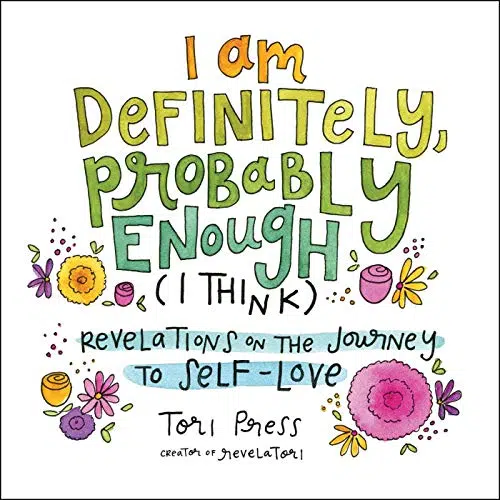 I am
DEFINITELY,
PROBABLY
ENOUGH
(I THINK)
REVELATIONS ON THE JOURNEY
TO SELF-LOVE
Tori Press
CREATOR OF revelatori